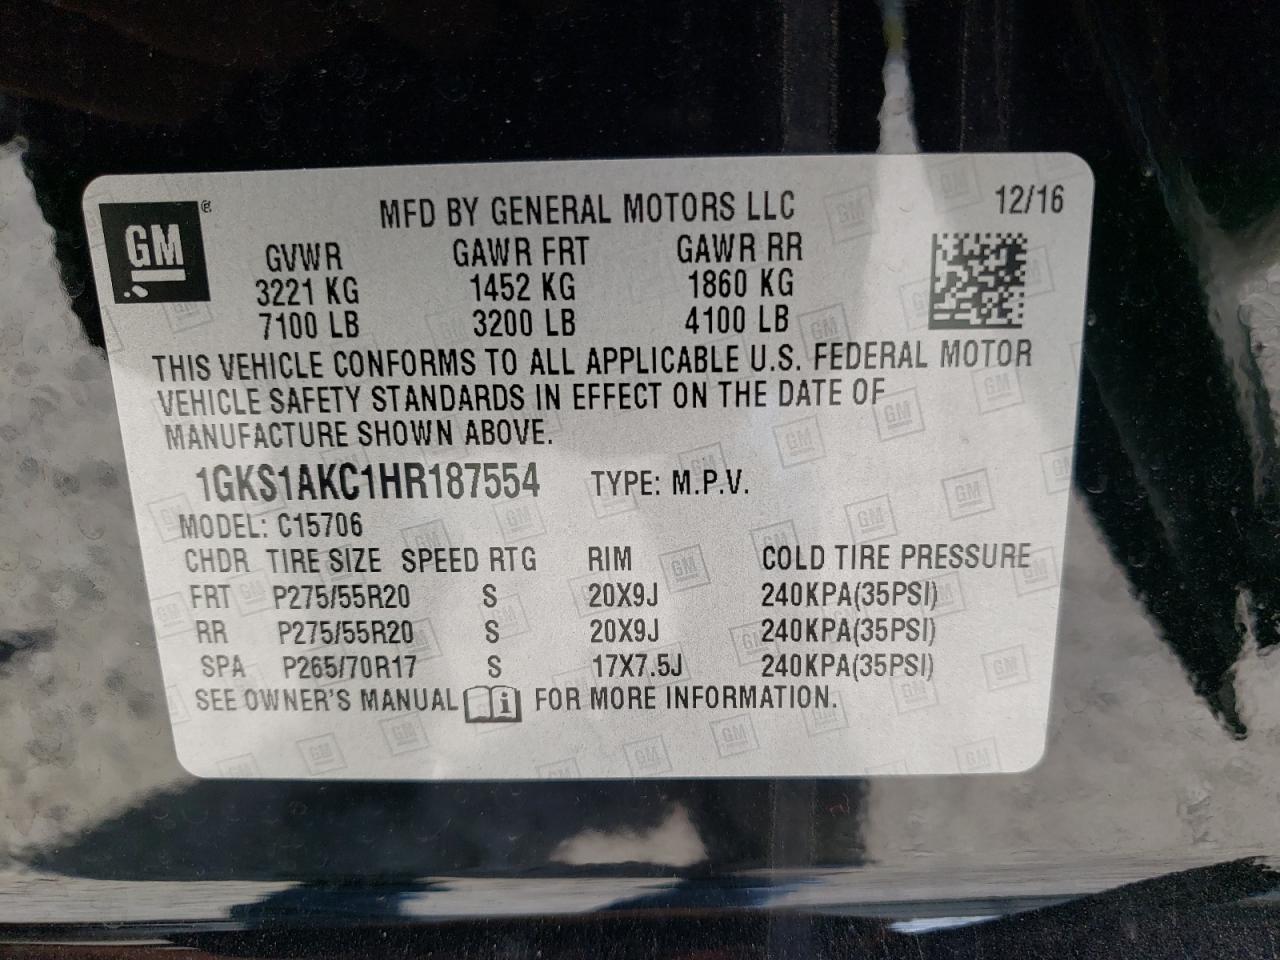 GM
®
MFD BY GENERAL MOTORS LLC 12/16
GVWR GAWR FRT GAWR RR
3221 KG 1452 KG 1860 KG
7100 LB 3200 LB 4100 LB
THIS VEHICLE CONFORMS TO ALL APPLICABLE U.S. FEDERAL MOTOR
VEHICLE SAFETY STANDARDS IN EFFECT ON THE DATE OF
MANUFACTURE SHOWN ABOVE.
1GKS1AKC1HR187554 TYPE: M.P.V.
MODEL: C15706
CHDR TIRE SIZE SPEED RTG RIM COLD TIRE PRESSURE
FRT P275/55R20 S 20X9J 240KPA(35PSI)
RR P275/55R20 S 20X9J 240KPA(35PSI)
SPA P265/70R17 S 17X7.5J 240KPA(35PSI)
SEE OWNER'S MANUAL i FOR MORE INFORMATION.